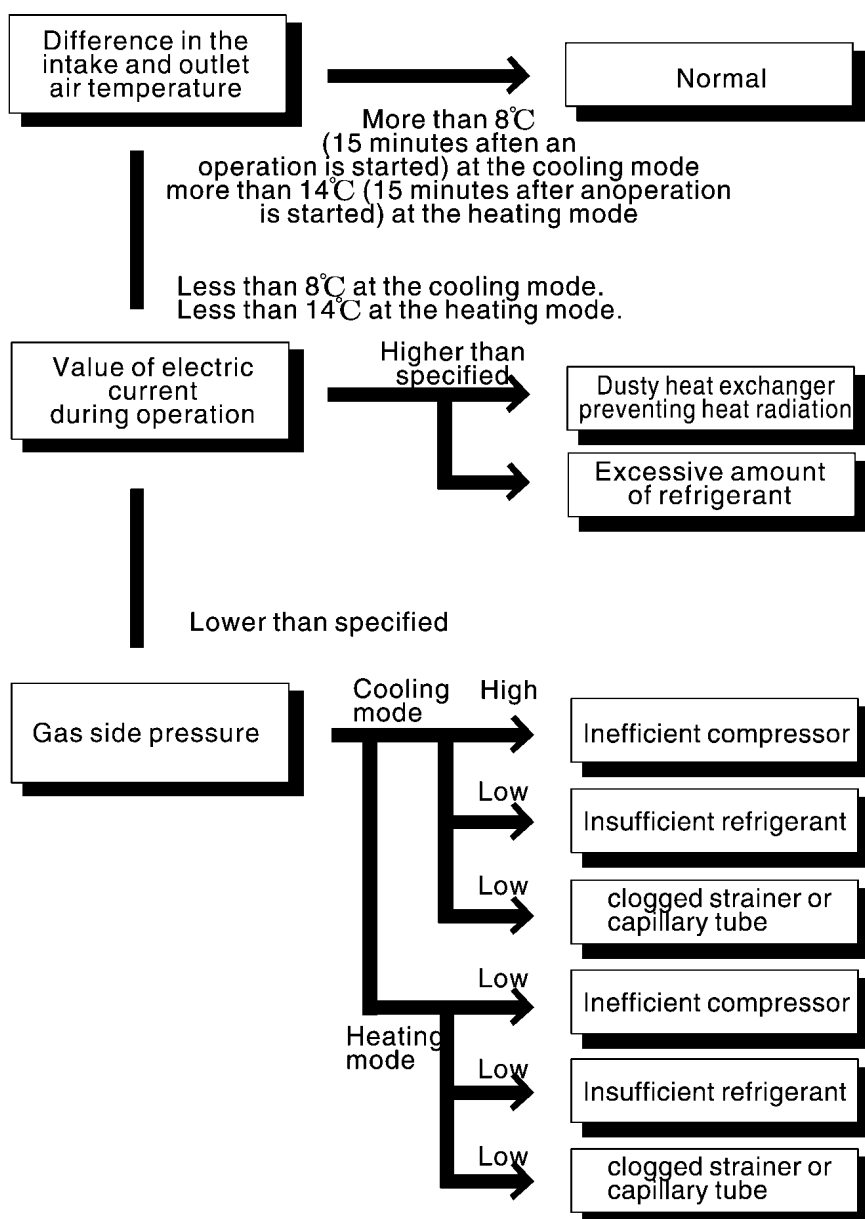 Difference in the
intake and outlet
air temperature
Normal
More than 8℃
(15 minutes aften an
operation is started) at the cooling mode
more than 14℃ (15 minutes after anoperation
is started) at the heating mode
Less than 8℃ at the cooling mode.
Less than 14℃ at the heating mode.
Value of electric
current
during operation
Higher than
specified
Dusty heat exchanger
preventing heat radiation
Excessive amount
of refrigerant
Lower than specified
Gas side pressure
Cooling
mode
High
Inefficient compressor
Low
Insufficient refrigerant
Low
clogged strainer or
capillary tube
Heating
mode
Low
Inefficient compressor
Low
Insufficient refrigerant
Low
clogged strainer or
capillary tube